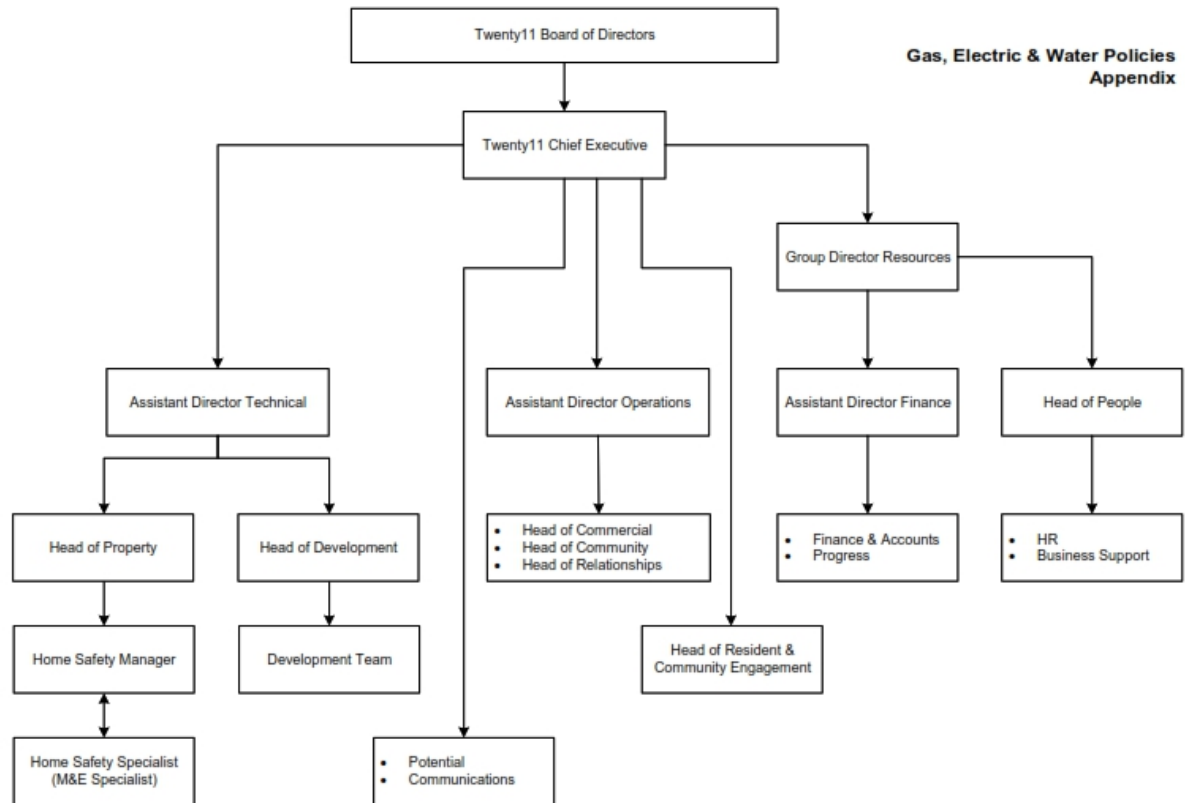 Twenty11 Board of Directors
Gas, Electric & Water Policies
Appendix
Twenty11 Chief Executive
Group Director Resources
Assistant Director Technical
Assistant Director Operations
Assistant Director Finance
Head of People
Head of Property
Head of Development
• Head of Commercial
• Head of Community
• Head of Relationships
• Finance & Accounts
• Progress
• HR
• Business Support
Home Safety Manager
Development Team
Head of Resident &
Community Engagement
Home Safety Specialist
(M&E Specialist)
• Potential
• Communications